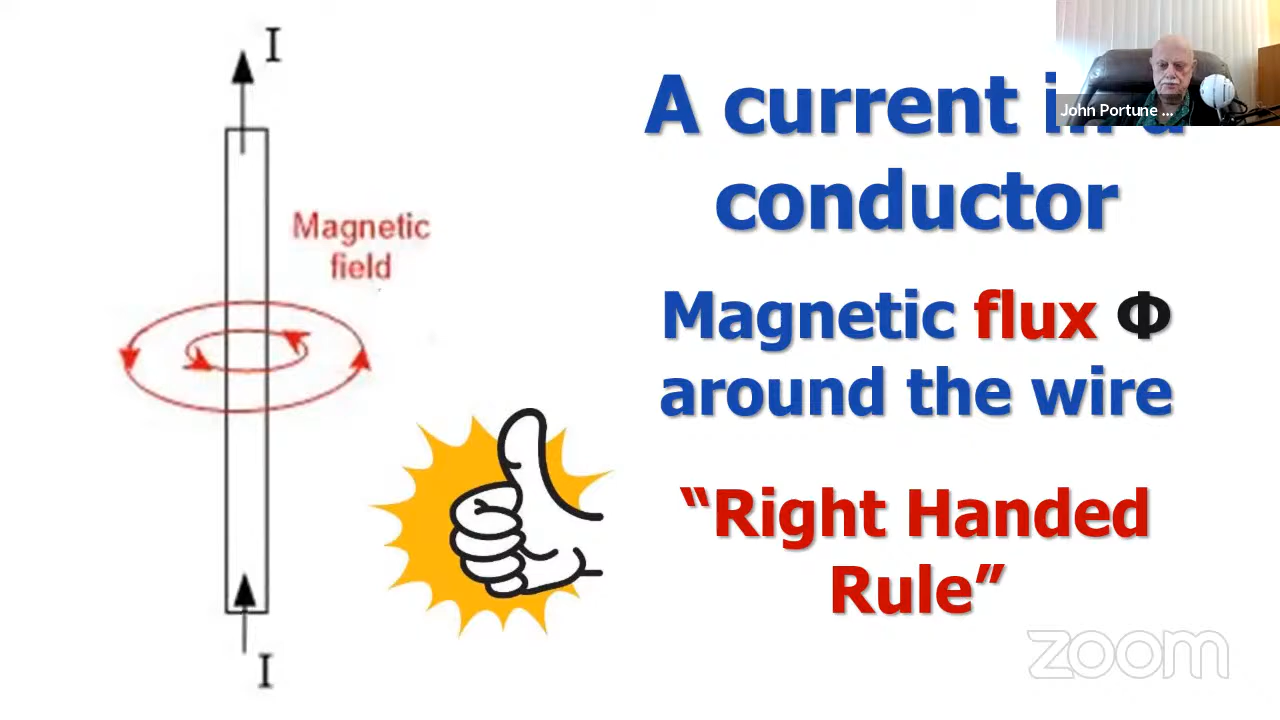 I
Magnetic
field
I
A current in a
conductor
Magnetic flux Φ
around the wire
“Right Handed
Rule”
John Portune ...
zoom